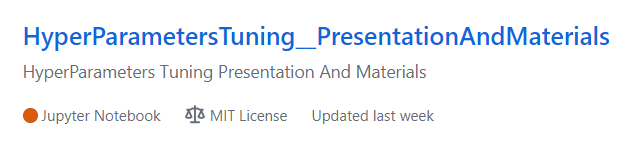 HyperParametersTuning__PresentationAndMaterials
HyperParameters Tuning Presentation And Materials
Jupyter Notebook MIT License Updated last week